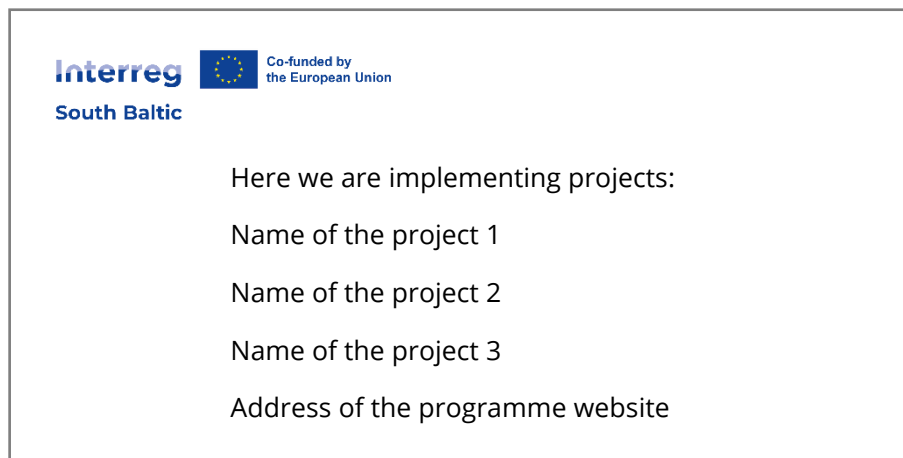 Interreg
Co-funded by
the European Union
South Baltic
Here we are implementing projects:
Name of the project 1
Name of the project 2
Name of the project 3
Address of the programme website